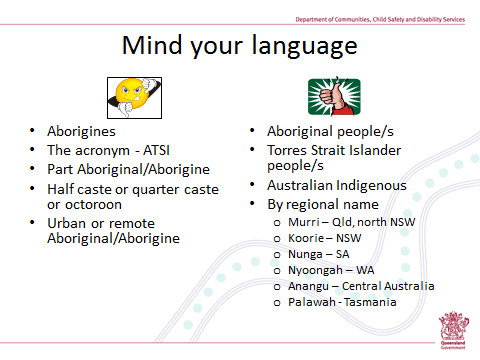 Department of Communities, Child Safety and Disability Services
Mind your language
• Aborigines
• The acronym - ATSI
• Part Aboriginal/Aborigine
• Half caste or quarter caste
or octoroon
• Urban or remote
Aboriginal/Aborigine
• Aboriginal people/s
• Torres Strait Islander
people/s
• Australian Indigenous
• By regional name
o Murri – Qld, north NSW
o Koorie – NSW
o Nunga – SA
o Nyoongah – WA
o Anangu – Central Australia
o Palawah - Tasmania
Queensland
Government